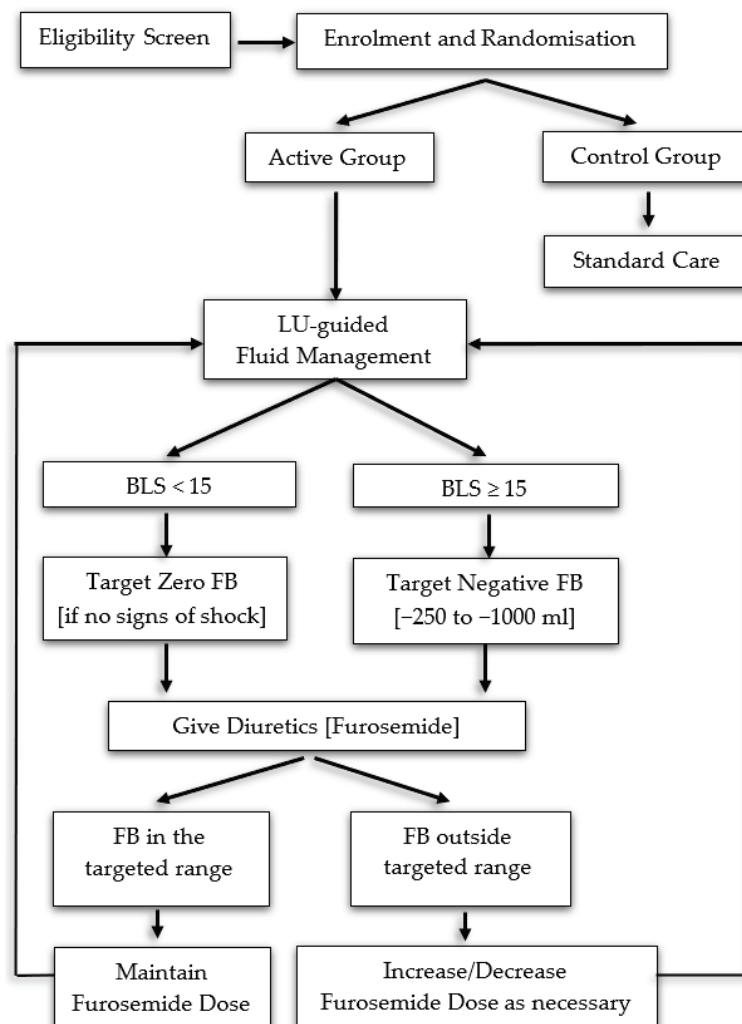 Eligibility Screen
Enrolment and Randomisation
Active Group
Control Group
Standard Care
LU-guided
Fluid Management
BLS < 15
BLS ≥ 15
Target Zero FB
[if no signs of shock]
Target Negative FB
[−250 to −1000 ml]
Give Diuretics [Furosemide]
FB in the
targeted range
FB outside
targeted range
Maintain
Furosemide Dose
Increase/Decrease
Furosemide Dose as necessary